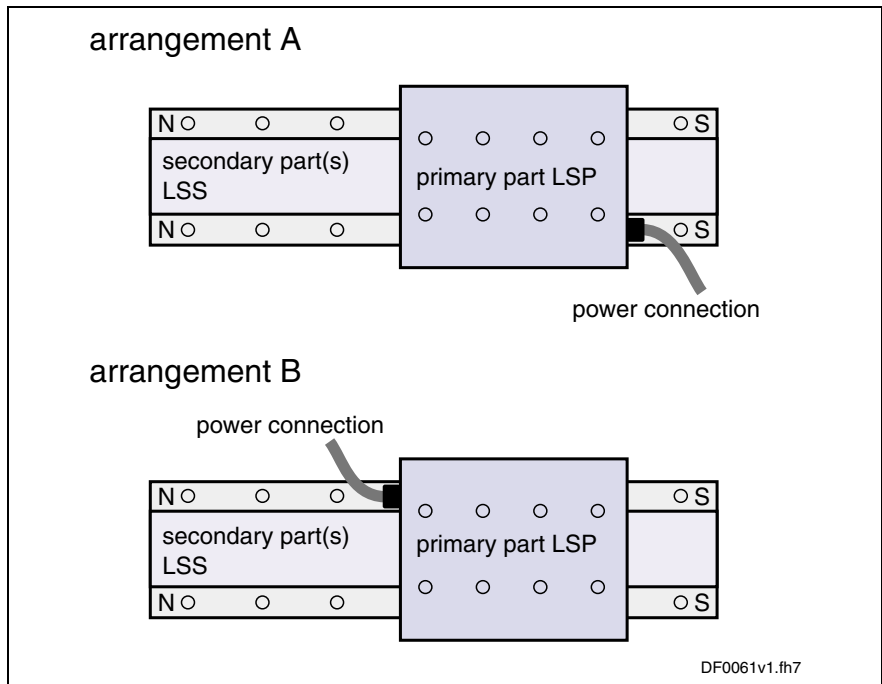 arrangement A
N
S
secondary part(s)
LSS
primary part LSP
N
S
power connection
arrangement B
power connection
N
S
secondary part(s)
LSS
primary part LSP
N
S
DF0061v1.fh7